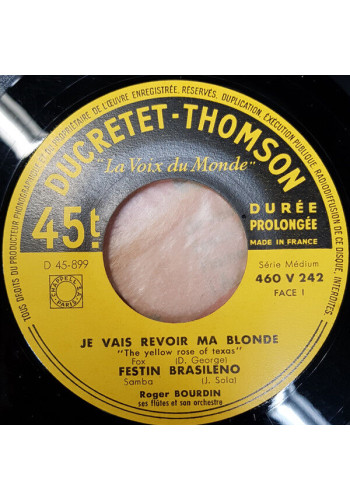 TOUS DROITS DU PRODUCTEUR PHONOGRAPHIQUE ET DU PROPRIÉTAIRE DE L'ŒUVRE ENREGISTRÉE, RÉSERVÉS. DUPLICATION, EXÉCUTION PUBLIQUE RADIODIFFUSION DE CE DISQUE, INTERDITES
DUCRETET-THOMSON
"La Voix du Monde"
45t.
DURÉE
PROLONGÉE
MADE IN FRANCE
D 45-899
Série Médium
460 V 242
FACE I
CHAPPELL
PARIS
JE VAIS REVOIR MA BLONDE
"The yellow rose of texas"
Fox (D. George)
FESTIN BRASILEÑO
Samba (J. Sola)
Roger BOURDIN
ses flûtes et son orchestre